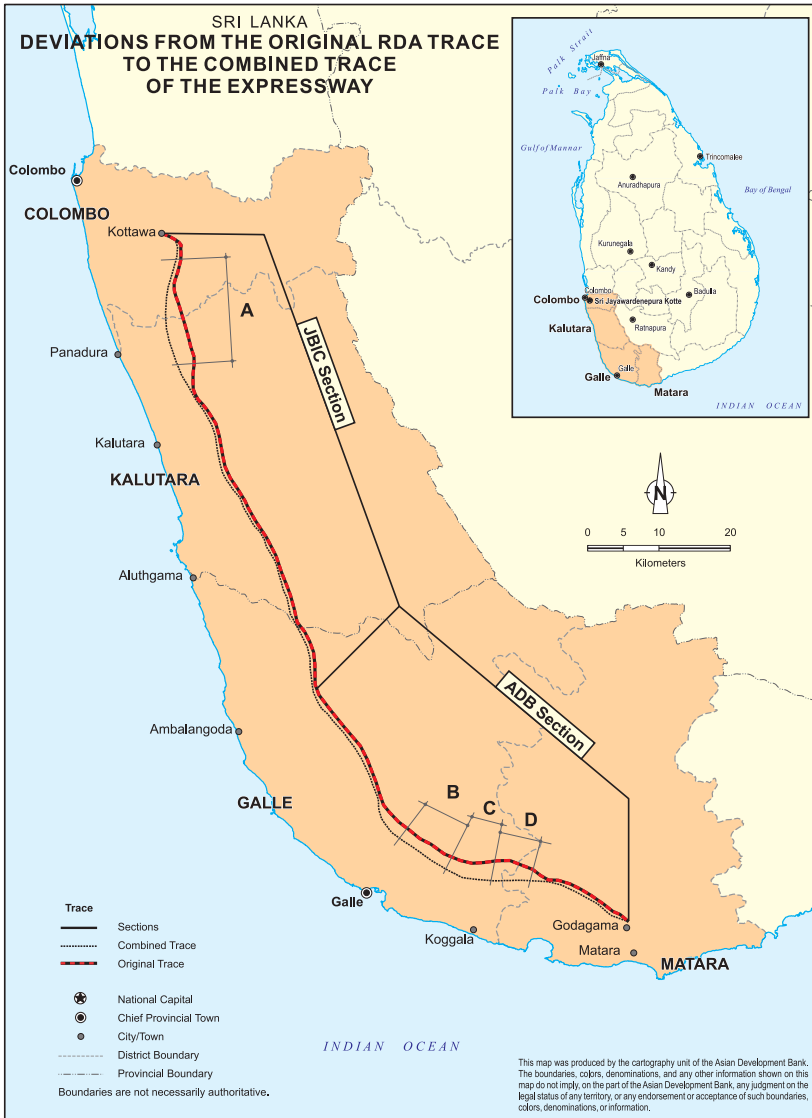 SRI LANKA
DEVIATIONS FROM THE ORIGINAL RDA TRACE
TO THE COMBINED TRACE
OF THE EXPRESSWAY
Palk Strait
Jaffna
Palk Bay
Gulf of Mannar
Trincomalee
Anuradhapura
Bay of Bengal
Kurunegala
Kandy
Badulla
Colombo
Colombo
Sri Jayawardenepura Kotte
Kalutara
Ratnapura
Galle
Galle
Matara
INDIAN OCEAN
Colombo
COLOMBO
Kottawa
A
JBIC Section
Panadura
Kalutara
KALUTARA
N
0 5 10 20
Kilometers
Aluthgama
ADB Section
Ambalangoda
GALLE
B
C
D
Galle
Koggala
Godagama
Matara
MATARA
Trace
Sections
Combined Trace
Original Trace
National Capital
Chief Provincial Town
City/Town
District Boundary
Provincial Boundary
Boundaries are not necessarily authoritative.
INDIAN OCEAN
This map was produced by the cartography unit of the Asian Development Bank.
The boundaries, colors, denominations, and any other information shown on this
map do not imply, on the part of the Asian Development Bank, any judgment on the
legal status of any territory, or any endorsement or acceptance of such boundaries,
colors, denominations, or information.